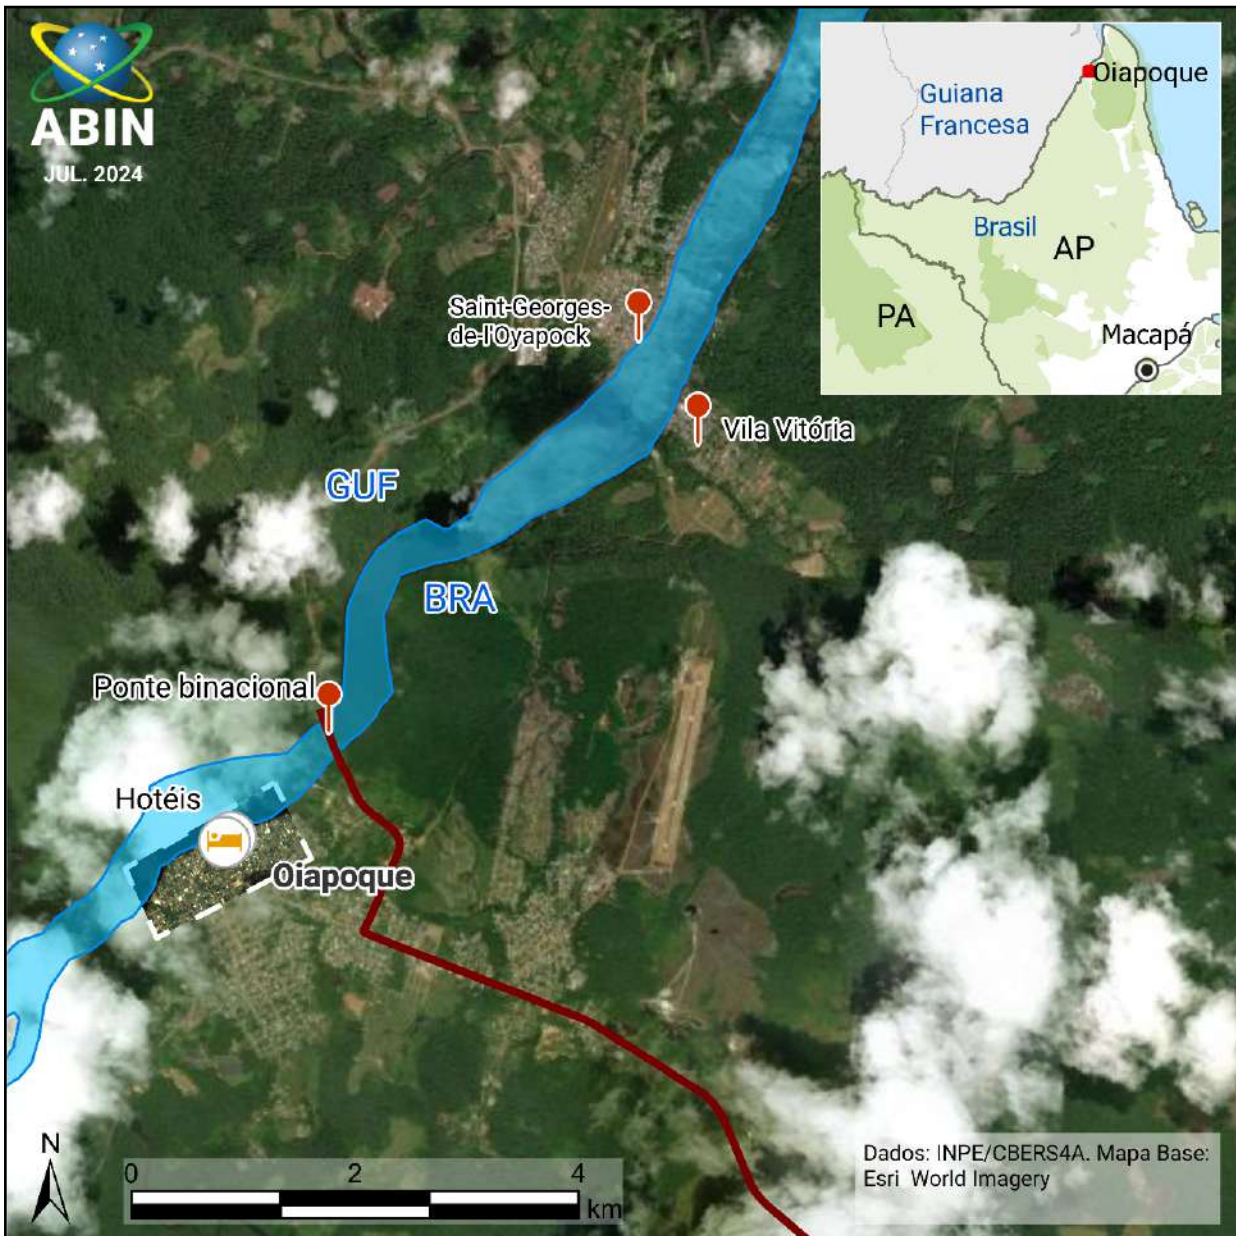 ABIN
JUL. 2024
Guiana
Francesa
Oiapoque
Brasil
AP
PA
Macapá
Saint-Georges-
de-l'Oyapock
Vila Vitória
GUF
BRA
Ponte binacional
Hotéis
Oiapoque
N
0 2 4
km
Dados: INPE/CBERS4A. Mapa Base:
Esri World Imagery